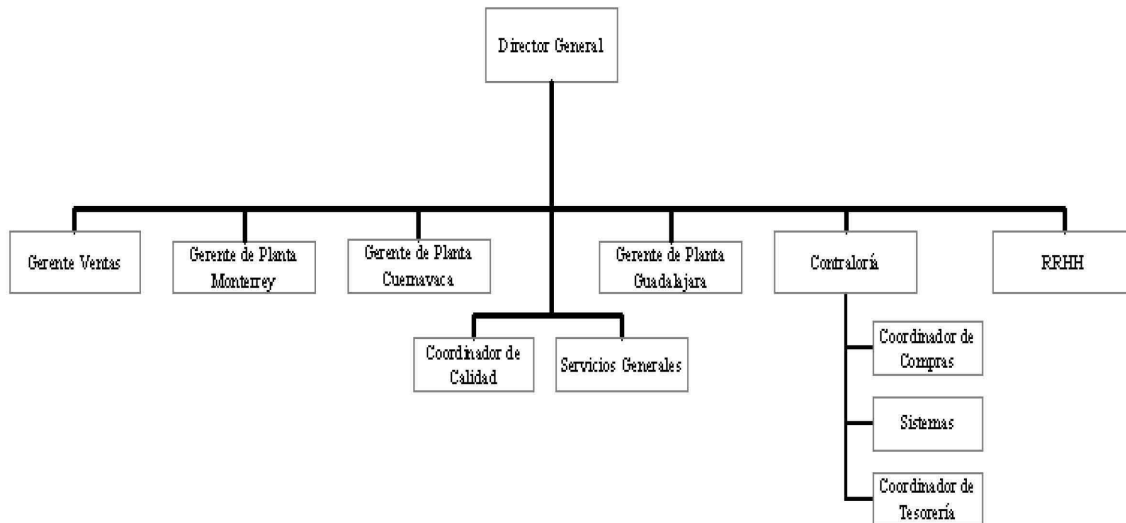 Director General
Gerente Ventas
Gerente de Planta
Monterrey
Gerente de Planta
Cuernavaca
Gerente de Planta
Guadalajara
Contraloría
RRHH
Coordinador de
Calidad
Servicios Generales
Coordinador de
Compras
Sistemas
Coordinador de
Tesorería